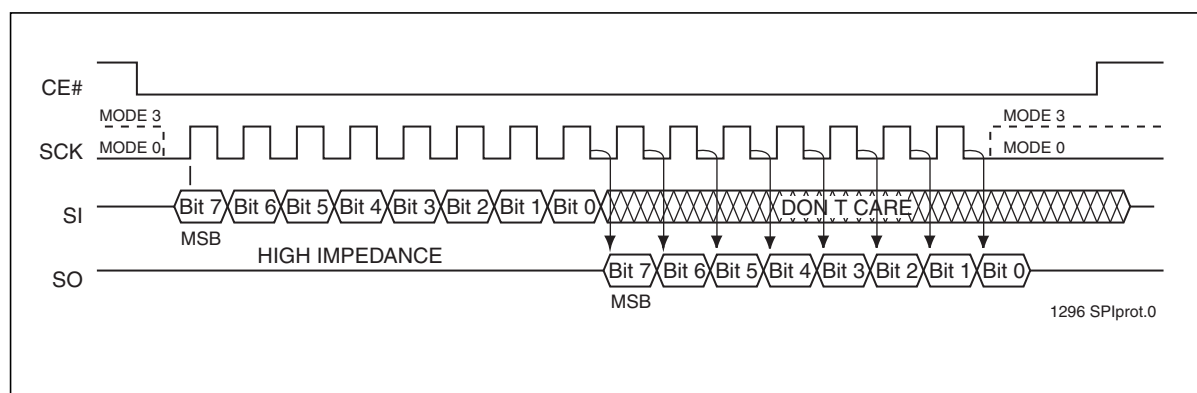 CE#
MODE 3
MODE 3
SCK
MODE 0
MODE 0
SI
Bit 7 Bit 6 Bit 5 Bit 4 Bit 3 Bit 2 Bit 1 Bit 0
DON T CARE
MSB
HIGH IMPEDANCE
SO
Bit 7 Bit 6 Bit 5 Bit 4 Bit 3 Bit 2 Bit 1 Bit 0
MSB
1296 SPIprot.0